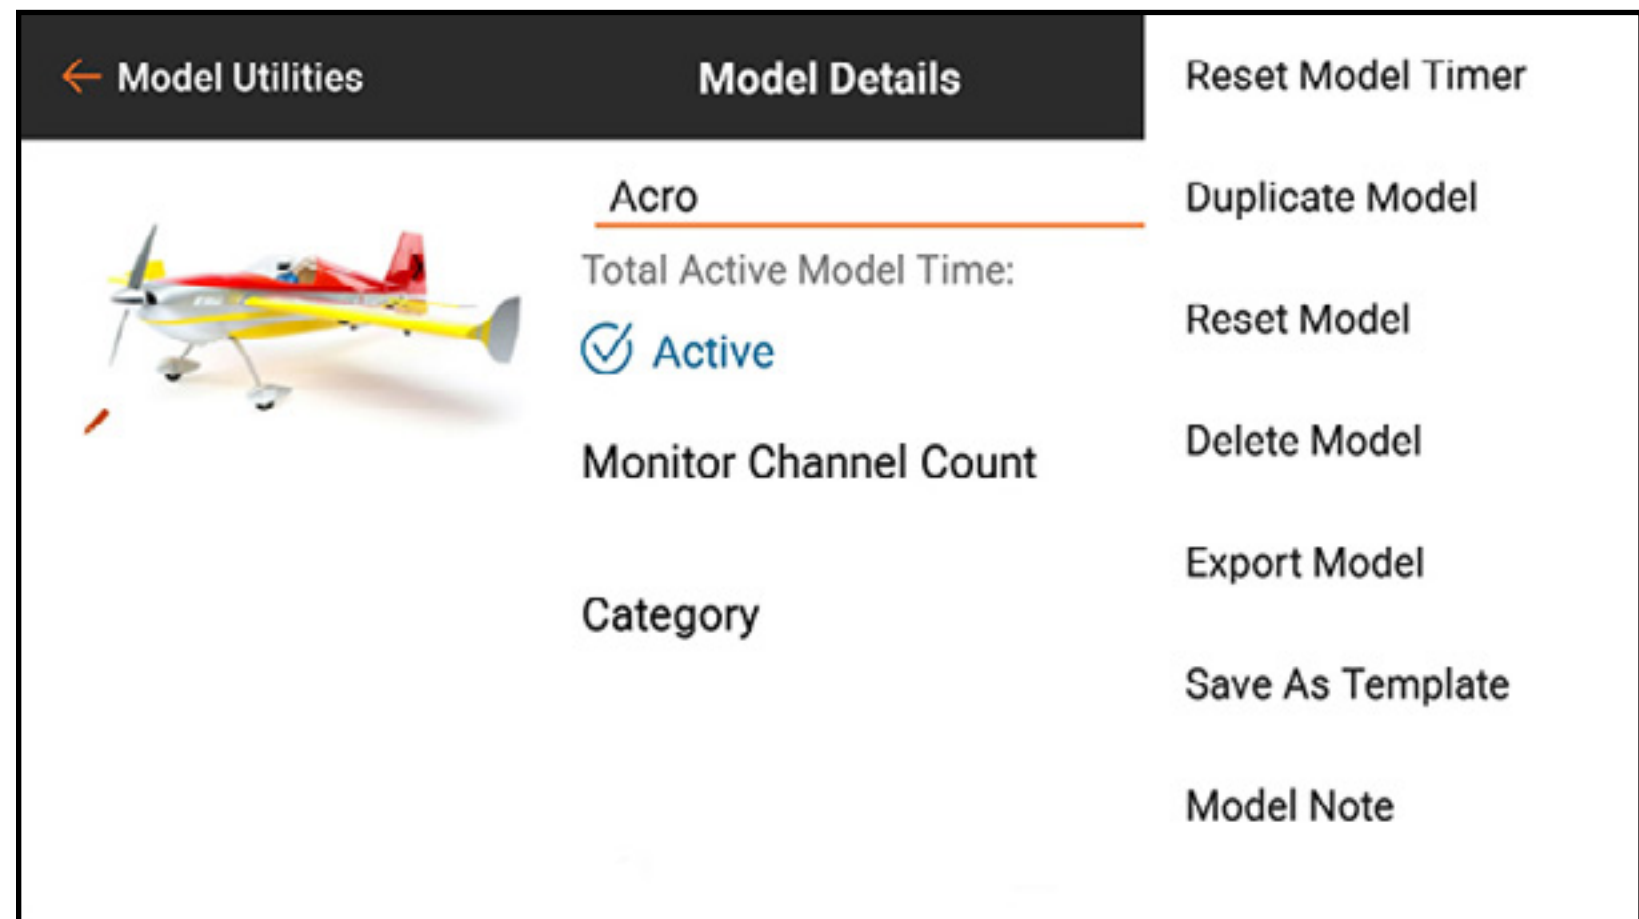 Model Utilities
Model Details
Acro
Total Active Model Time:
Active
Monitor Channel Count
Category
Reset Model Timer
Duplicate Model
Reset Model
Delete Model
Export Model
Save As Template
Model Note